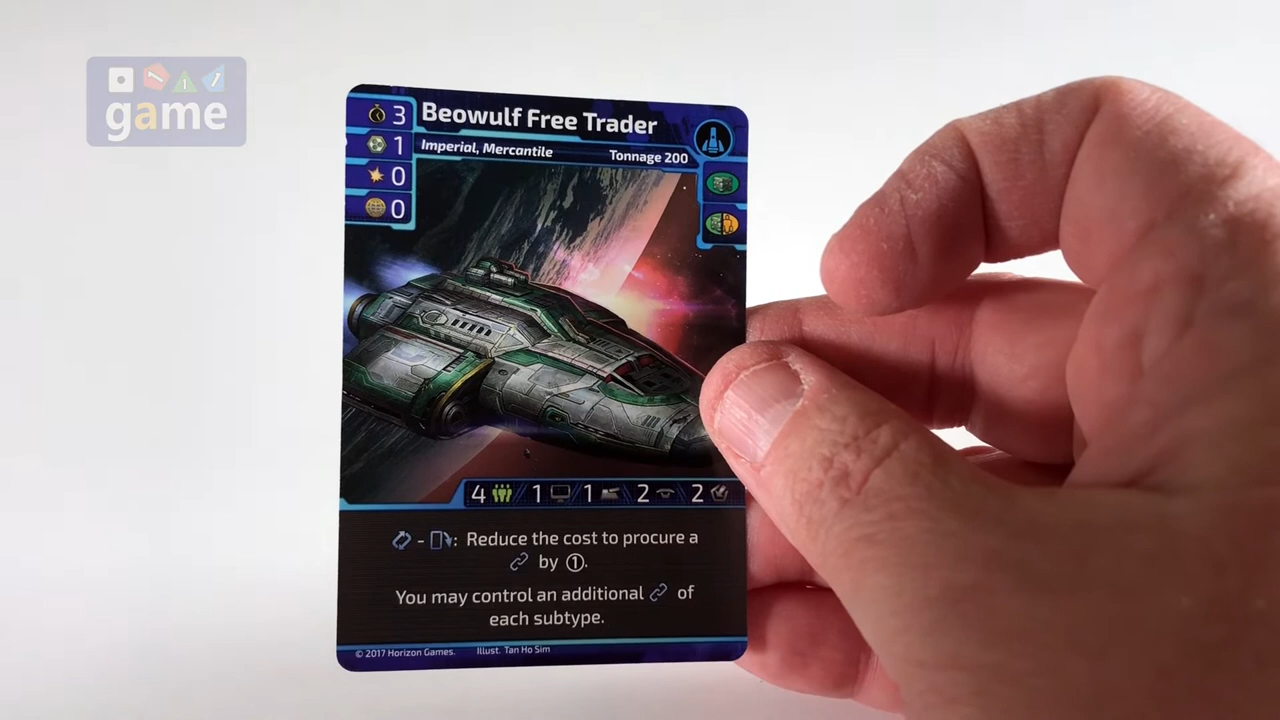 game
3
Beowulf Free Trader
1
Imperial, Mercantile
Tonnage 200
0
0
4 1 1 2 2
- : Reduce the cost to procure a
by 1.
You may control an additional of
each subtype.
© 2017 Horizon Games. Illust. Tan Ho Sim